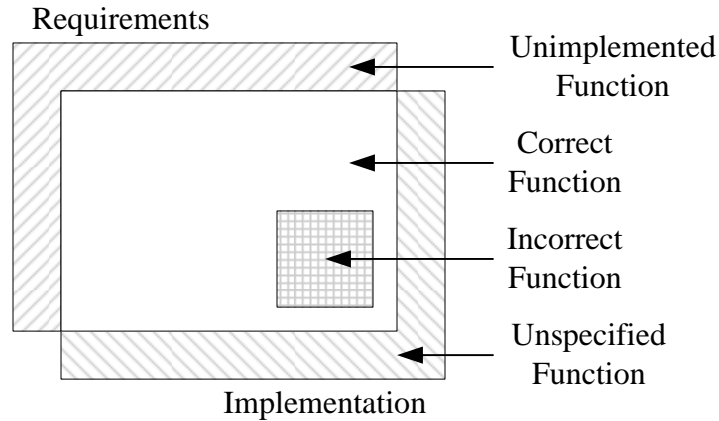 Requirements
Unimplemented
Function
Correct
Function
Incorrect
Function
Unspecified
Function
Implementation